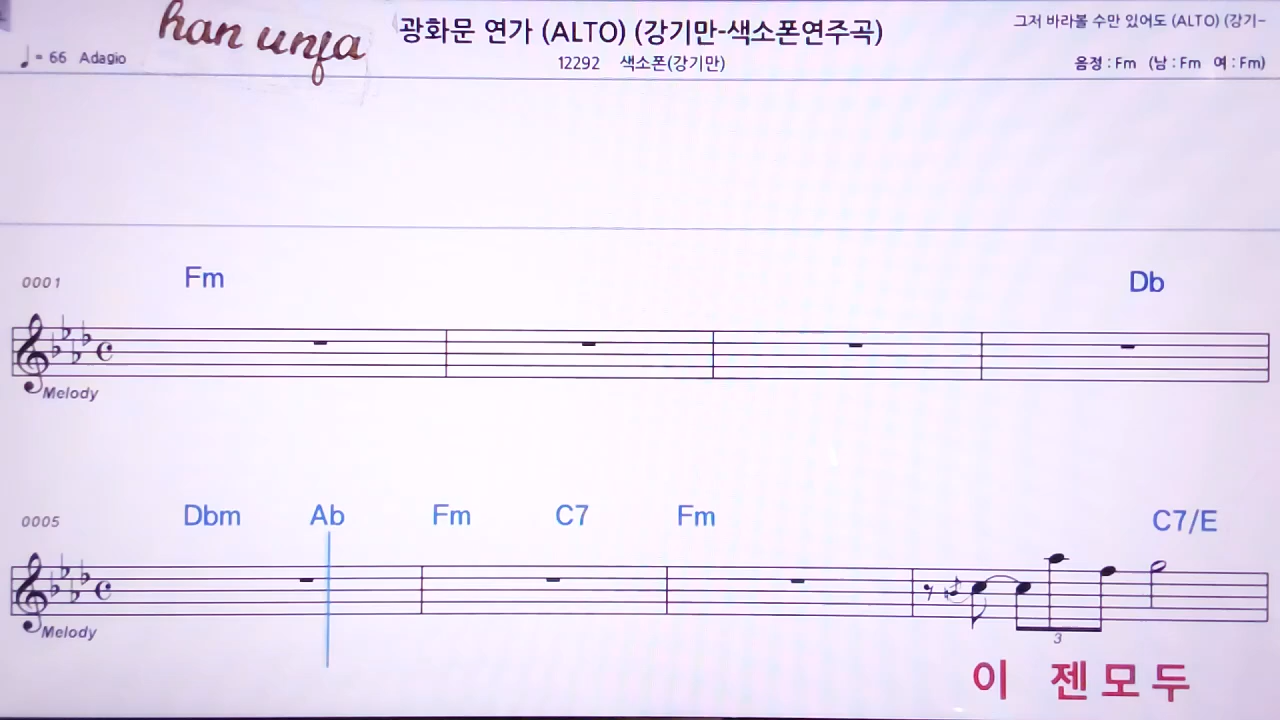 han unja
광화문 연가 (ALTO) (강기만-색소폰연주곡)
그저 바라볼 수만 있어도 (ALTO) (강기-
♩ = 66 Adagio
12292 색소폰(강기만)
음정 : Fm (남 : Fm 여 : Fm)
0001 Fm Db
Melody
0005 Dbm Ab Fm C7 Fm C7/E
Melody
3
이 젠 모 두